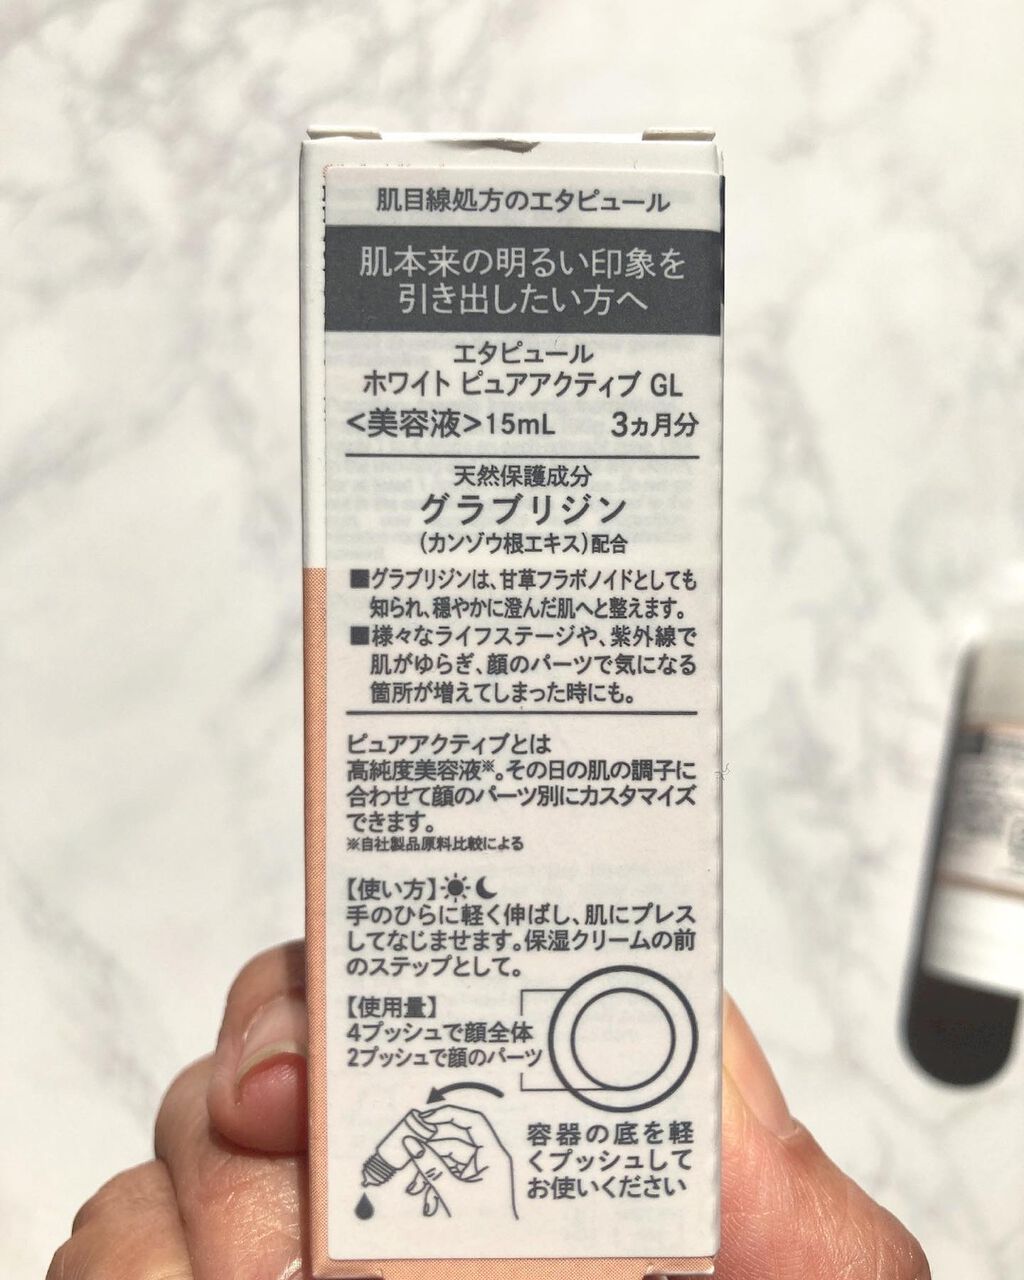 肌目線処方のエタピュール
肌本来の明るい印象を
引き出したい方へ
エタピュール
ホワイト ピュアアクティブ GL
<美容液>15mL 3ヵ月分
天然保護成分
グラブリジン
(カンゾウ根エキス)配合
■グラブリジンは、甘草フラボノイドとしても
知られ、穏やかに澄んだ肌へと整えます。
■様々なライフステージや、紫外線で
肌がゆらぎ、顔のパーツで気になる
箇所が増えてしまった時にも。
ピュアアクティブとは
高純度美容液※。その日の肌の調子に
合わせて顔のパーツ別にカスタマイズ
できます。
※自社製品原料比較による
【使い方】
手のひらに軽く伸ばし、肌にプレス
してなじませます。保湿クリームの前
のステップとして。
【使用量】
4プッシュで顔全体
2プッシュで顔のパーツ
容器の底を軽
くプッシュして
お使いください